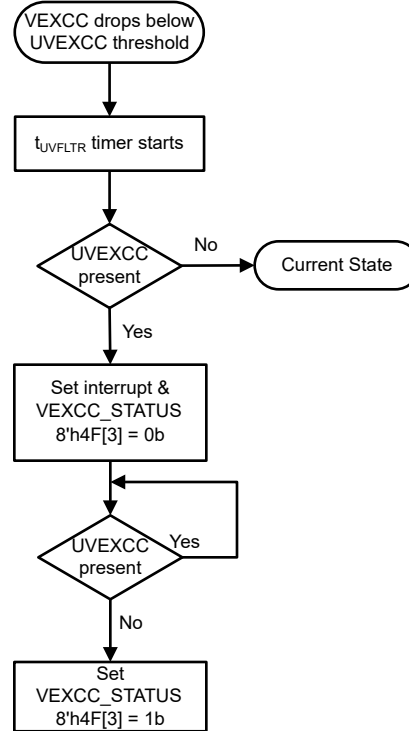 VEXCC drops below
UVEXCC threshold
tUVFLTR timer starts
UVEXCC
present
No
Current State
Yes
Set interrupt &
VEXCC_STATUS
8'h4F[3] = 0b
UVEXCC
present
Yes
No
Set
VEXCC_STATUS
8'h4F[3] = 1b